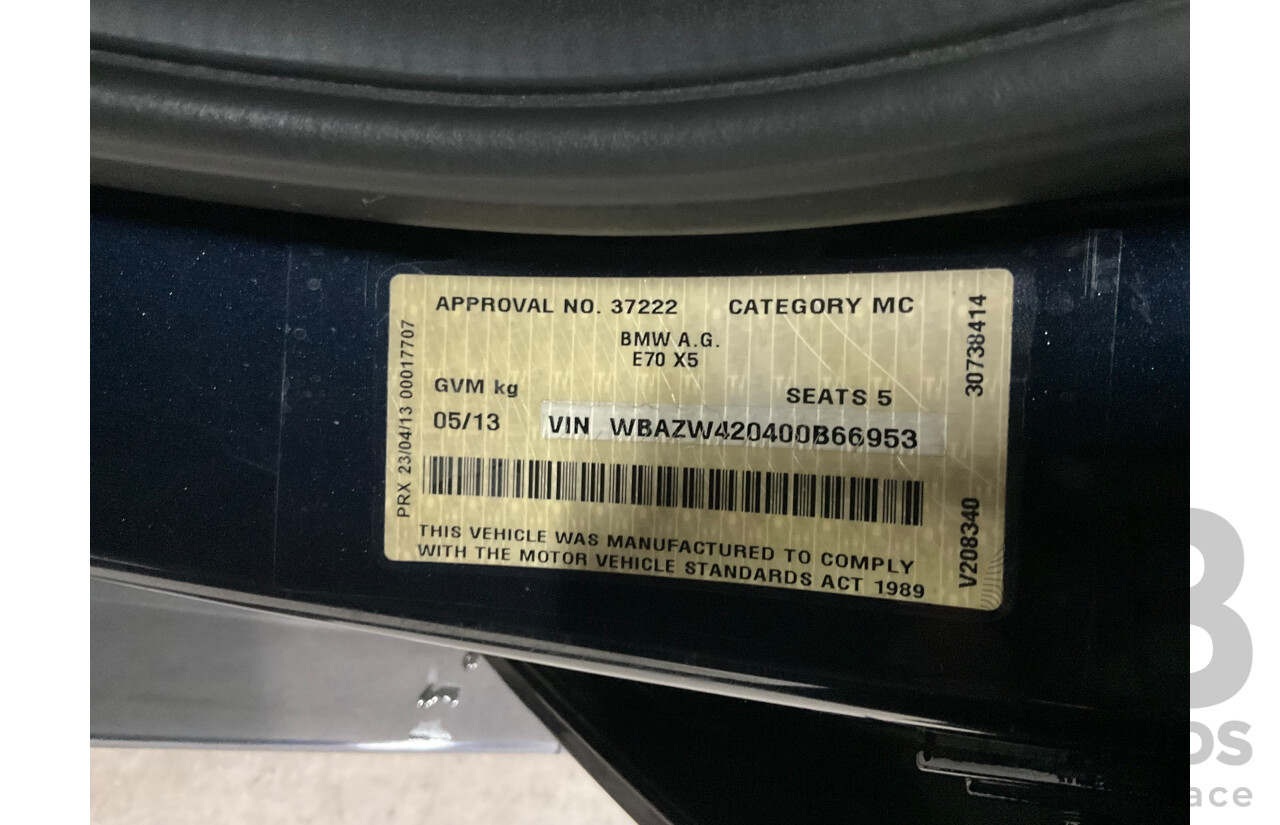 APPROVAL NO. 37222 CATEGORY MC
BMW A.G.
E70 X5
GVM kg SEATS 5
05/13 VIN WBAZW420400B66953
THIS VEHICLE WAS MANUFACTURED TO COMPLY
WITH THE MOTOR VEHICLE STANDARDS ACT 1989
PRX 23/04/13 00017707
30738414
V208340